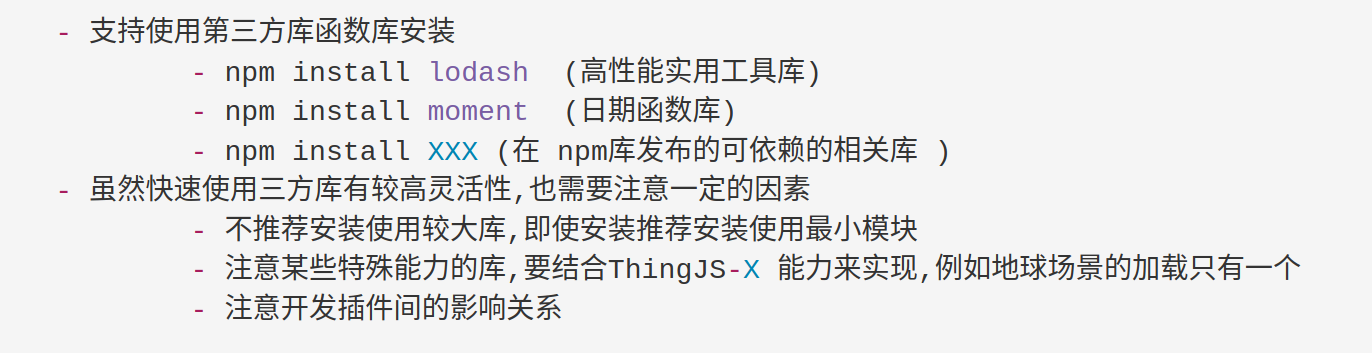 - 支持使用第三方库函数库安装
- npm install lodash  (高性能实用工具库)
- npm install moment  (日期函数库)
- npm install XXX (在 npm库发布的可依赖的相关库 )
- 虽然快速使用三方库有较高灵活性,也需要注意一定的因素
- 不推荐安装使用较大库,即使安装推荐安装使用最小模块
- 注意某些特殊能力的库,要结合ThingJS-X 能力来实现,例如地球场景的加载只有一个
- 注意开发插件间的影响关系